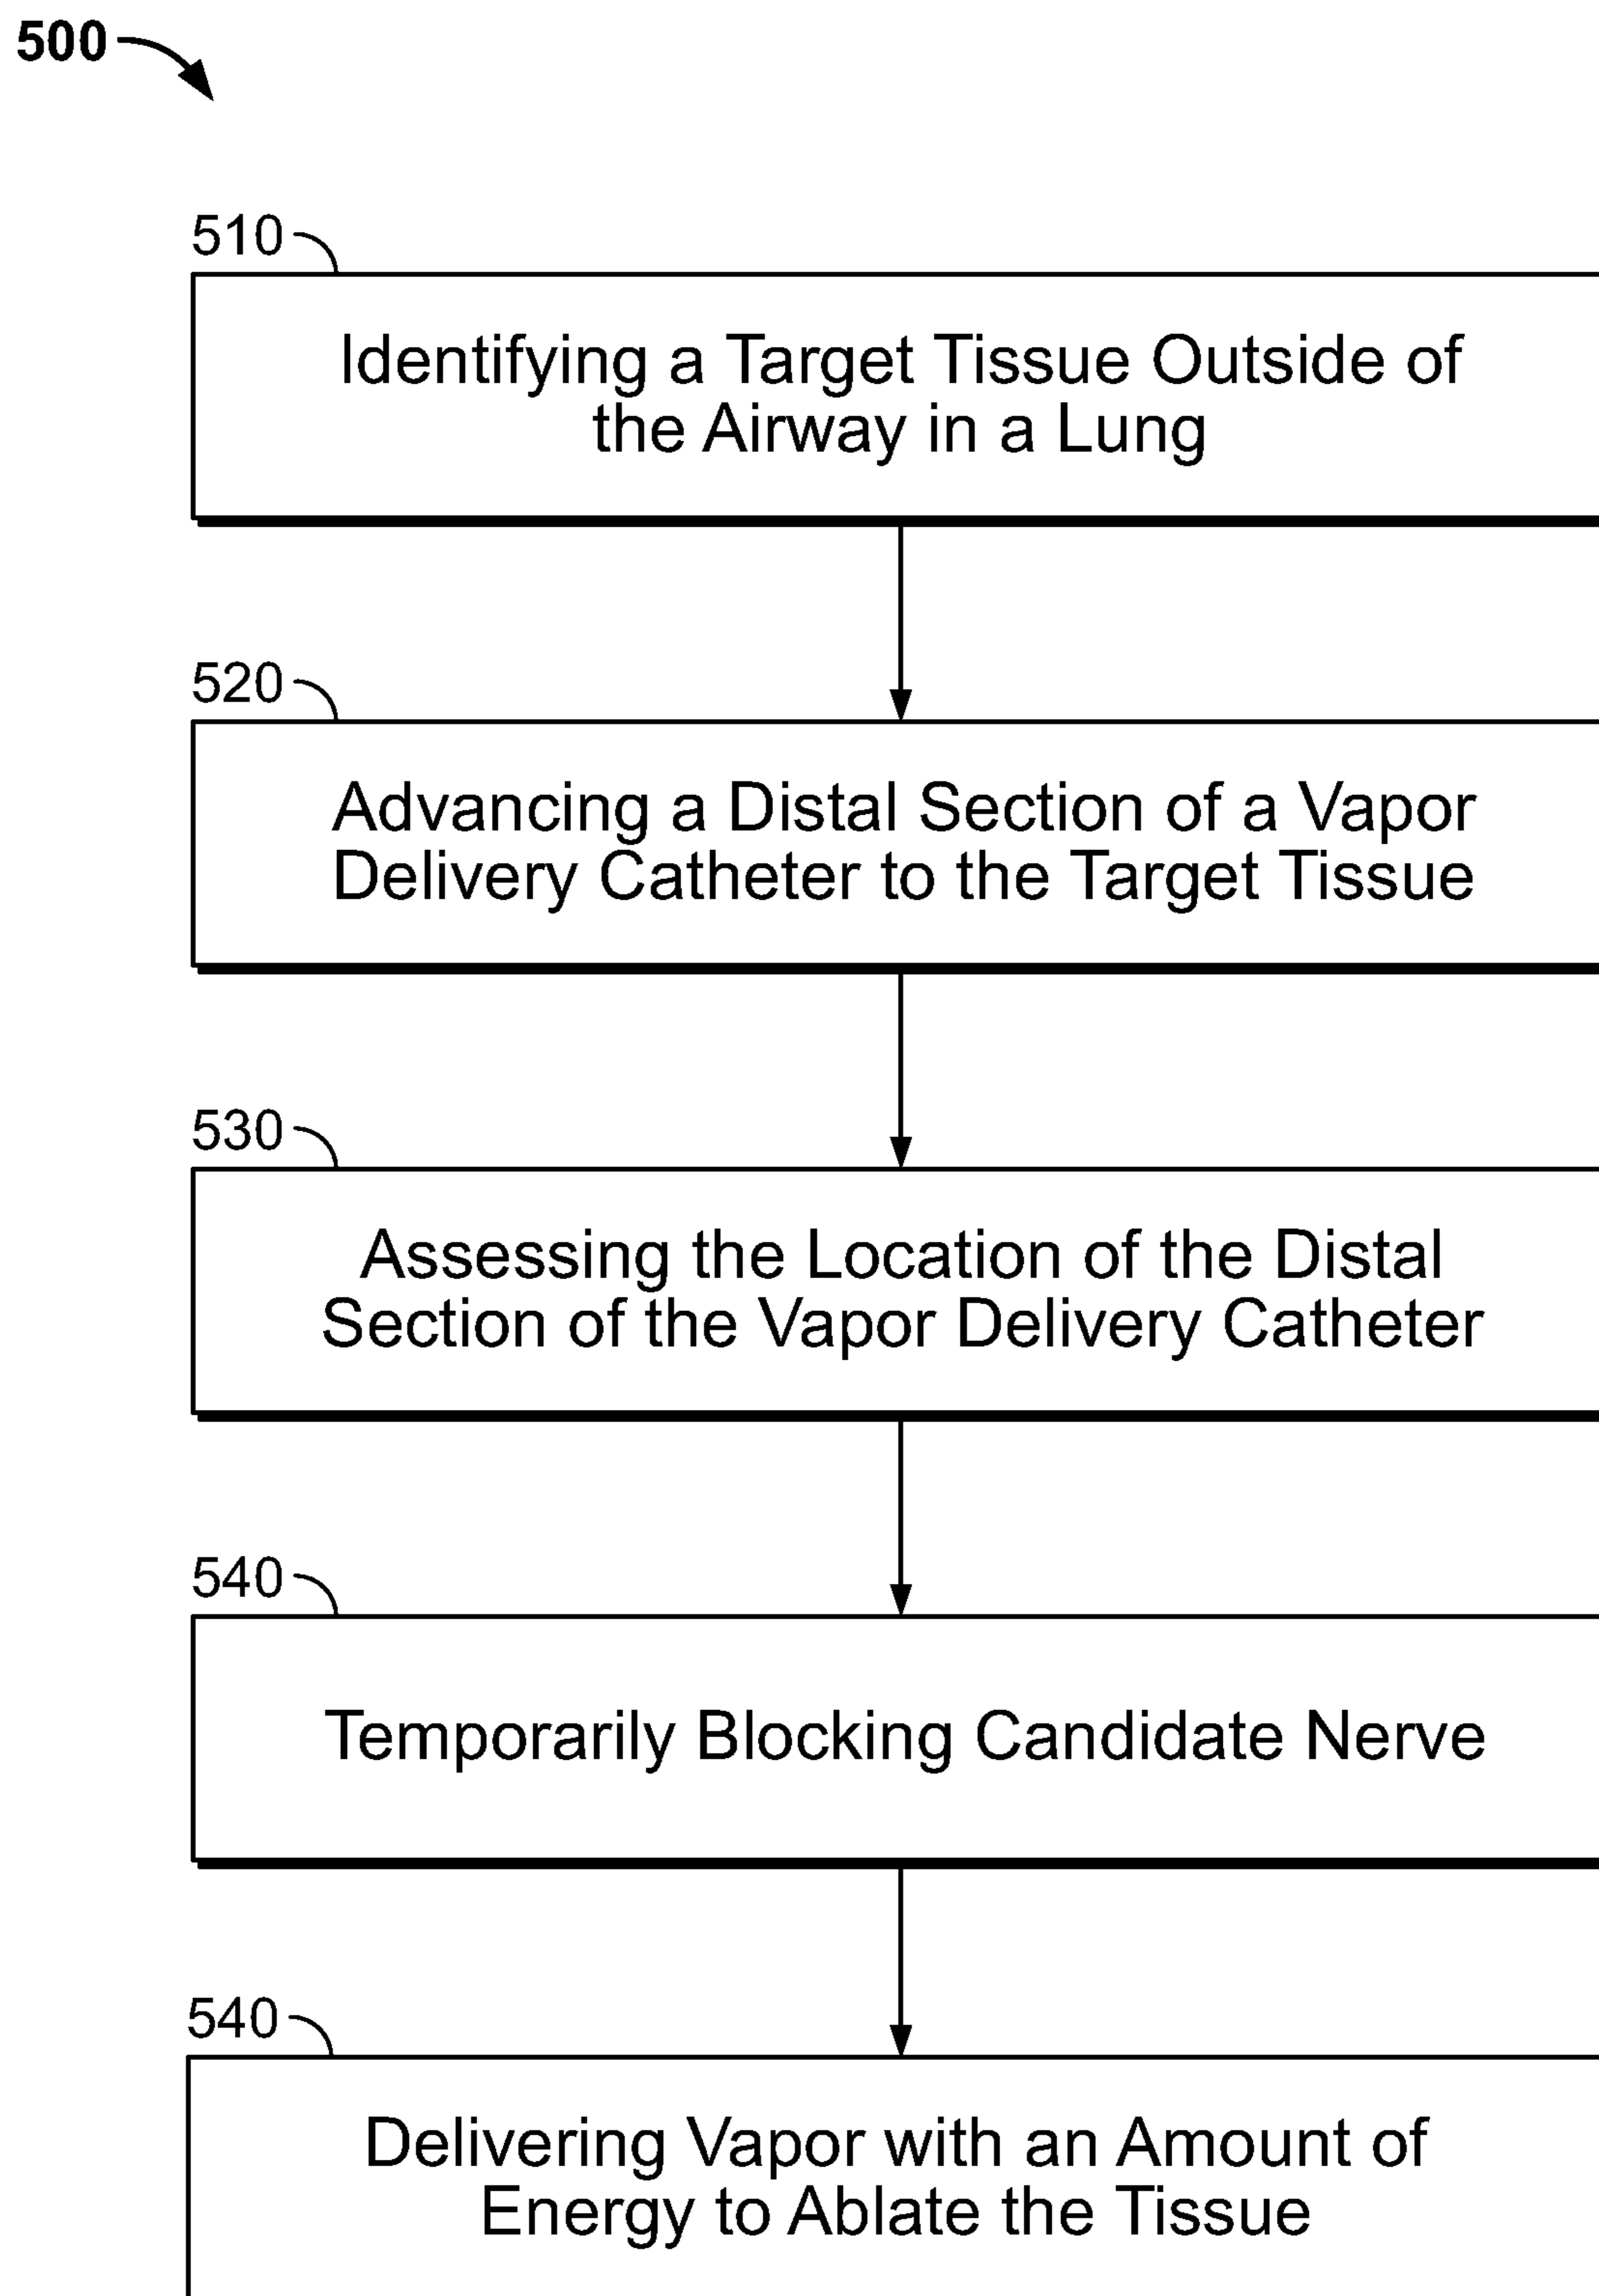 500
510
Identifying a Target Tissue Outside of
the Airway in a Lung
520
Advancing a Distal Section of a Vapor
Delivery Catheter to the Target Tissue
530
Assessing the Location of the Distal
Section of the Vapor Delivery Catheter
540
Temporarily Blocking Candidate Nerve
540
Delivering Vapor with an Amount of
Energy to Ablate the Tissue